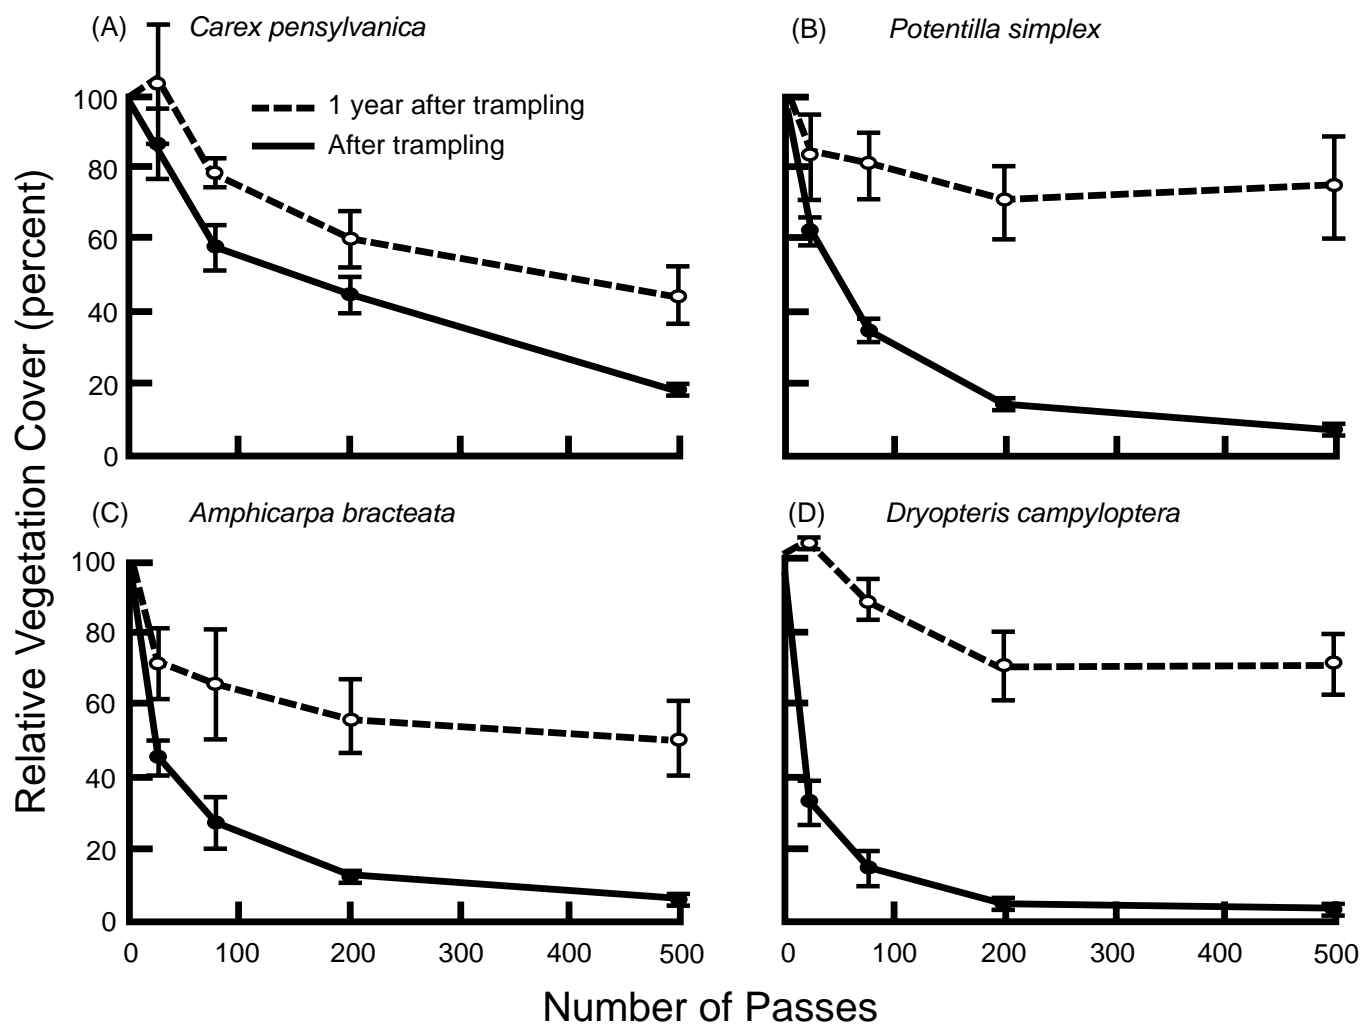 (A) Carex pensylvanica
(B) Potentilla simplex
1 year after trampling
After trampling
100
80
60
40
20
0
Relative Vegetation Cover (percent)
(C) Amphicarpa bracteata
(D) Dryopteris campyloptera
100
80
60
40
20
0
0 100 200 300 400 500
0 100 200 300 400 500
Number of Passes